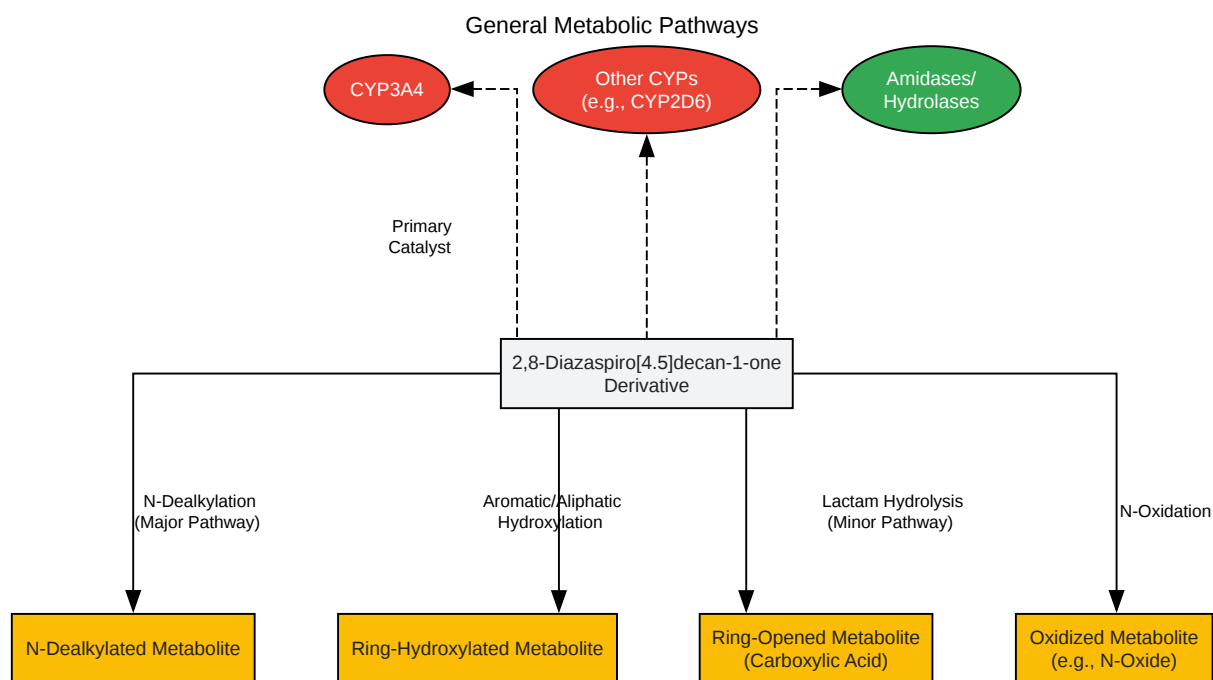 General Metabolic Pathways
CYP3A4
Other CYPs
(e.g., CYP2D6)
Amidases/
Hydrolases
Primary
Catalyst
2,8-Diazaspiro[4.5]decan-1-one
Derivative
N-Dealkylation
(Major Pathway)
Aromatic/Aliphatic
Hydroxylation
Lactam Hydrolysis
(Minor Pathway)
N-Oxidation
N-Dealkylated Metabolite
Ring-Hydroxylated Metabolite
Ring-Opened Metabolite
(Carboxylic Acid)
Oxidized Metabolite
(e.g., N-Oxide)